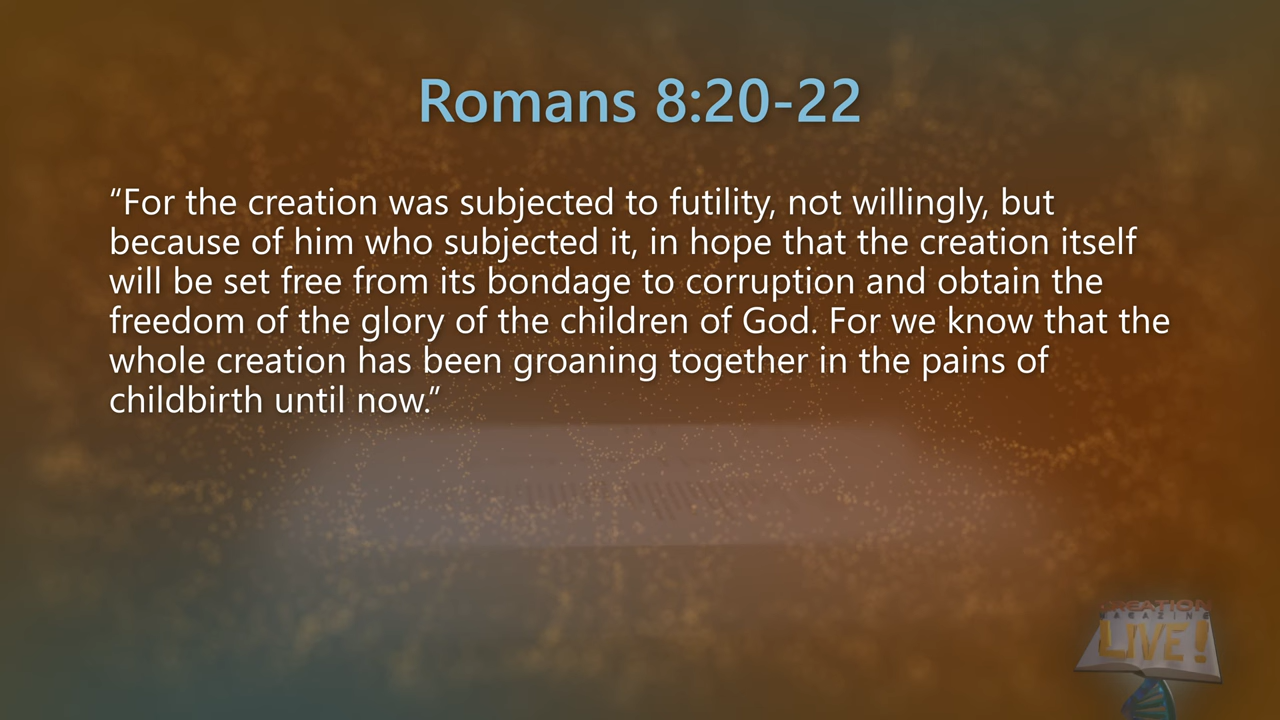 Romans 8:20-22
“For the creation was subjected to futility, not willingly, but
because of him who subjected it, in hope that the creation itself
will be set free from its bondage to corruption and obtain the
freedom of the glory of the children of God. For we know that the
whole creation has been groaning together in the pains of
childbirth until now.”
CREATION
MAGAZINE
LIVE!